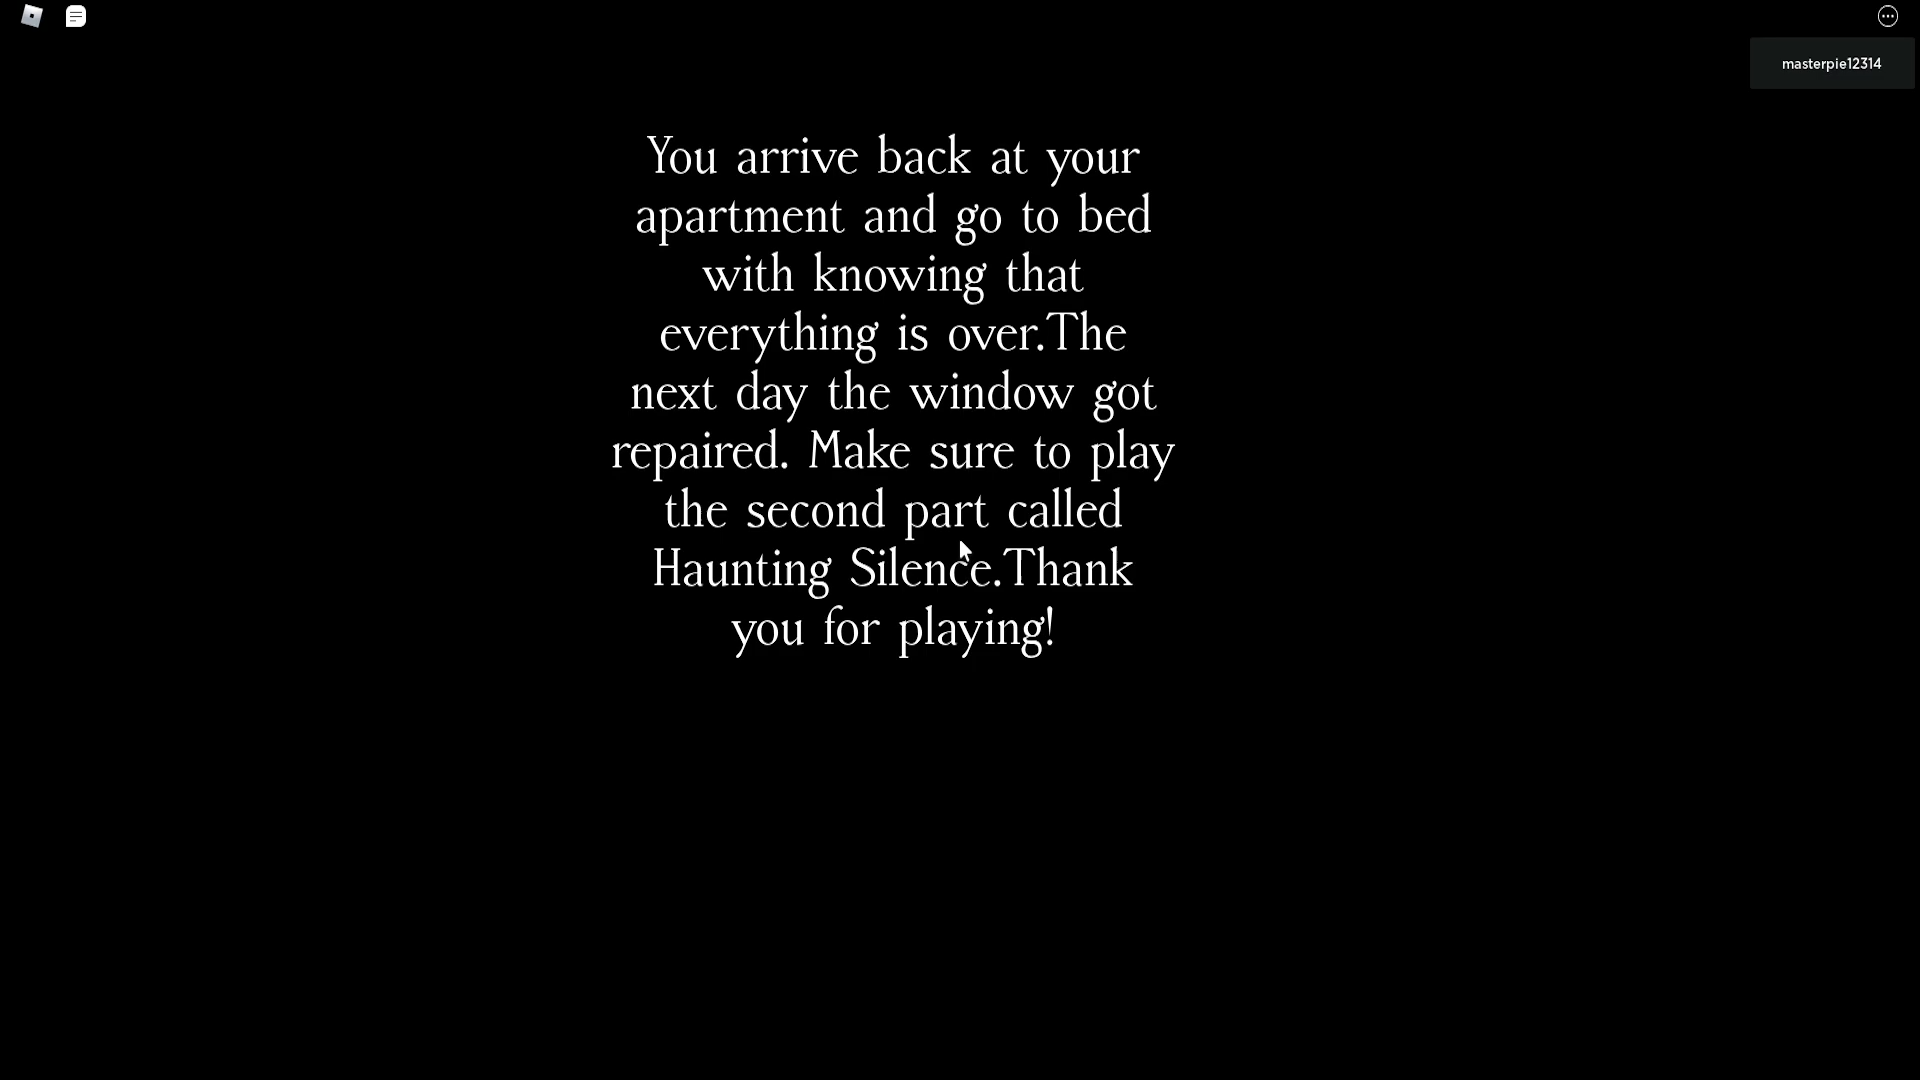 masterpie12314
You arrive back at your
apartment and go to bed
with knowing that
everything is over.The
next day the window got
repaired. Make sure to play
the second part called
Haunting Silence.Thank
you for playing!